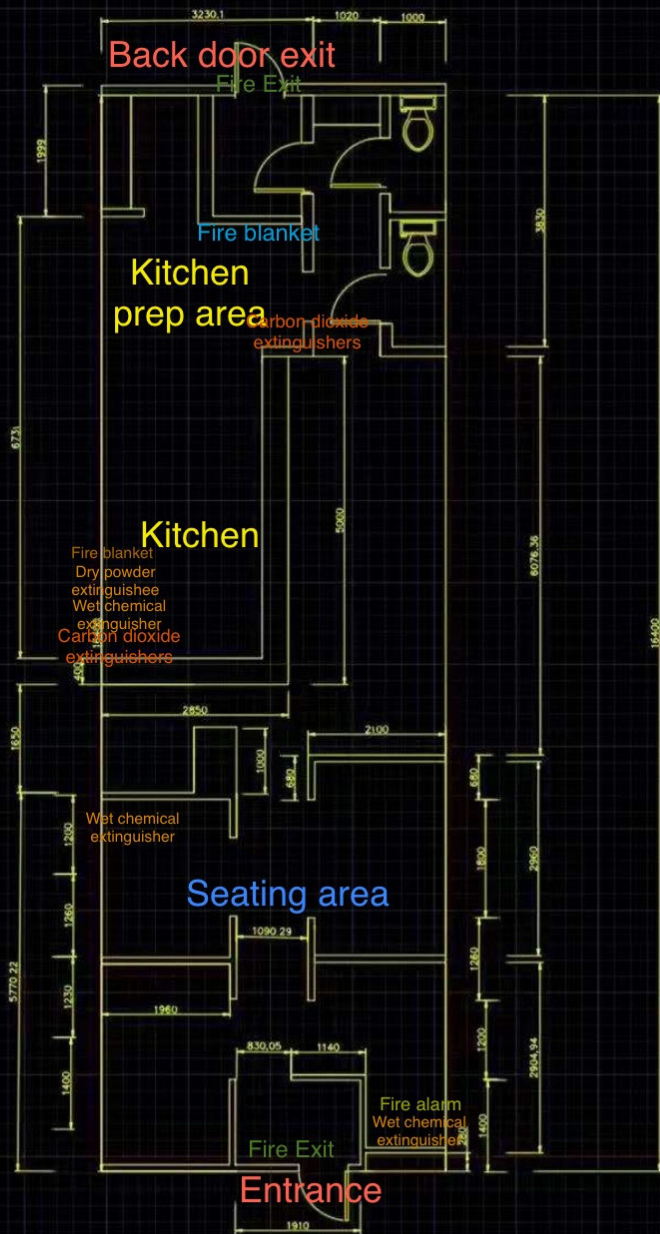 3230,1
1020
1000
Back door exit
Fire Exit
1999
3830
Fire blanket
Kitchen
prep area
Carbon dioxide
extinguishers
5000
6076,36
16400
Kitchen
Fire blanket
Dry powder
extinguishee
Wet chemical
extinguisher
Carbon dioxide
extinguishers
400
2850
1650
2100
1000
680
680
Wet chemical
extinguisher
1200
1800
2960
Seating area
1260
1090 29
1260
5770 22
1230
1960
1200
2904,94
830,05
1140
1400
Fire alarm
Wet chemical
extinguisher
1400
Fire Exit
Entrance
1910